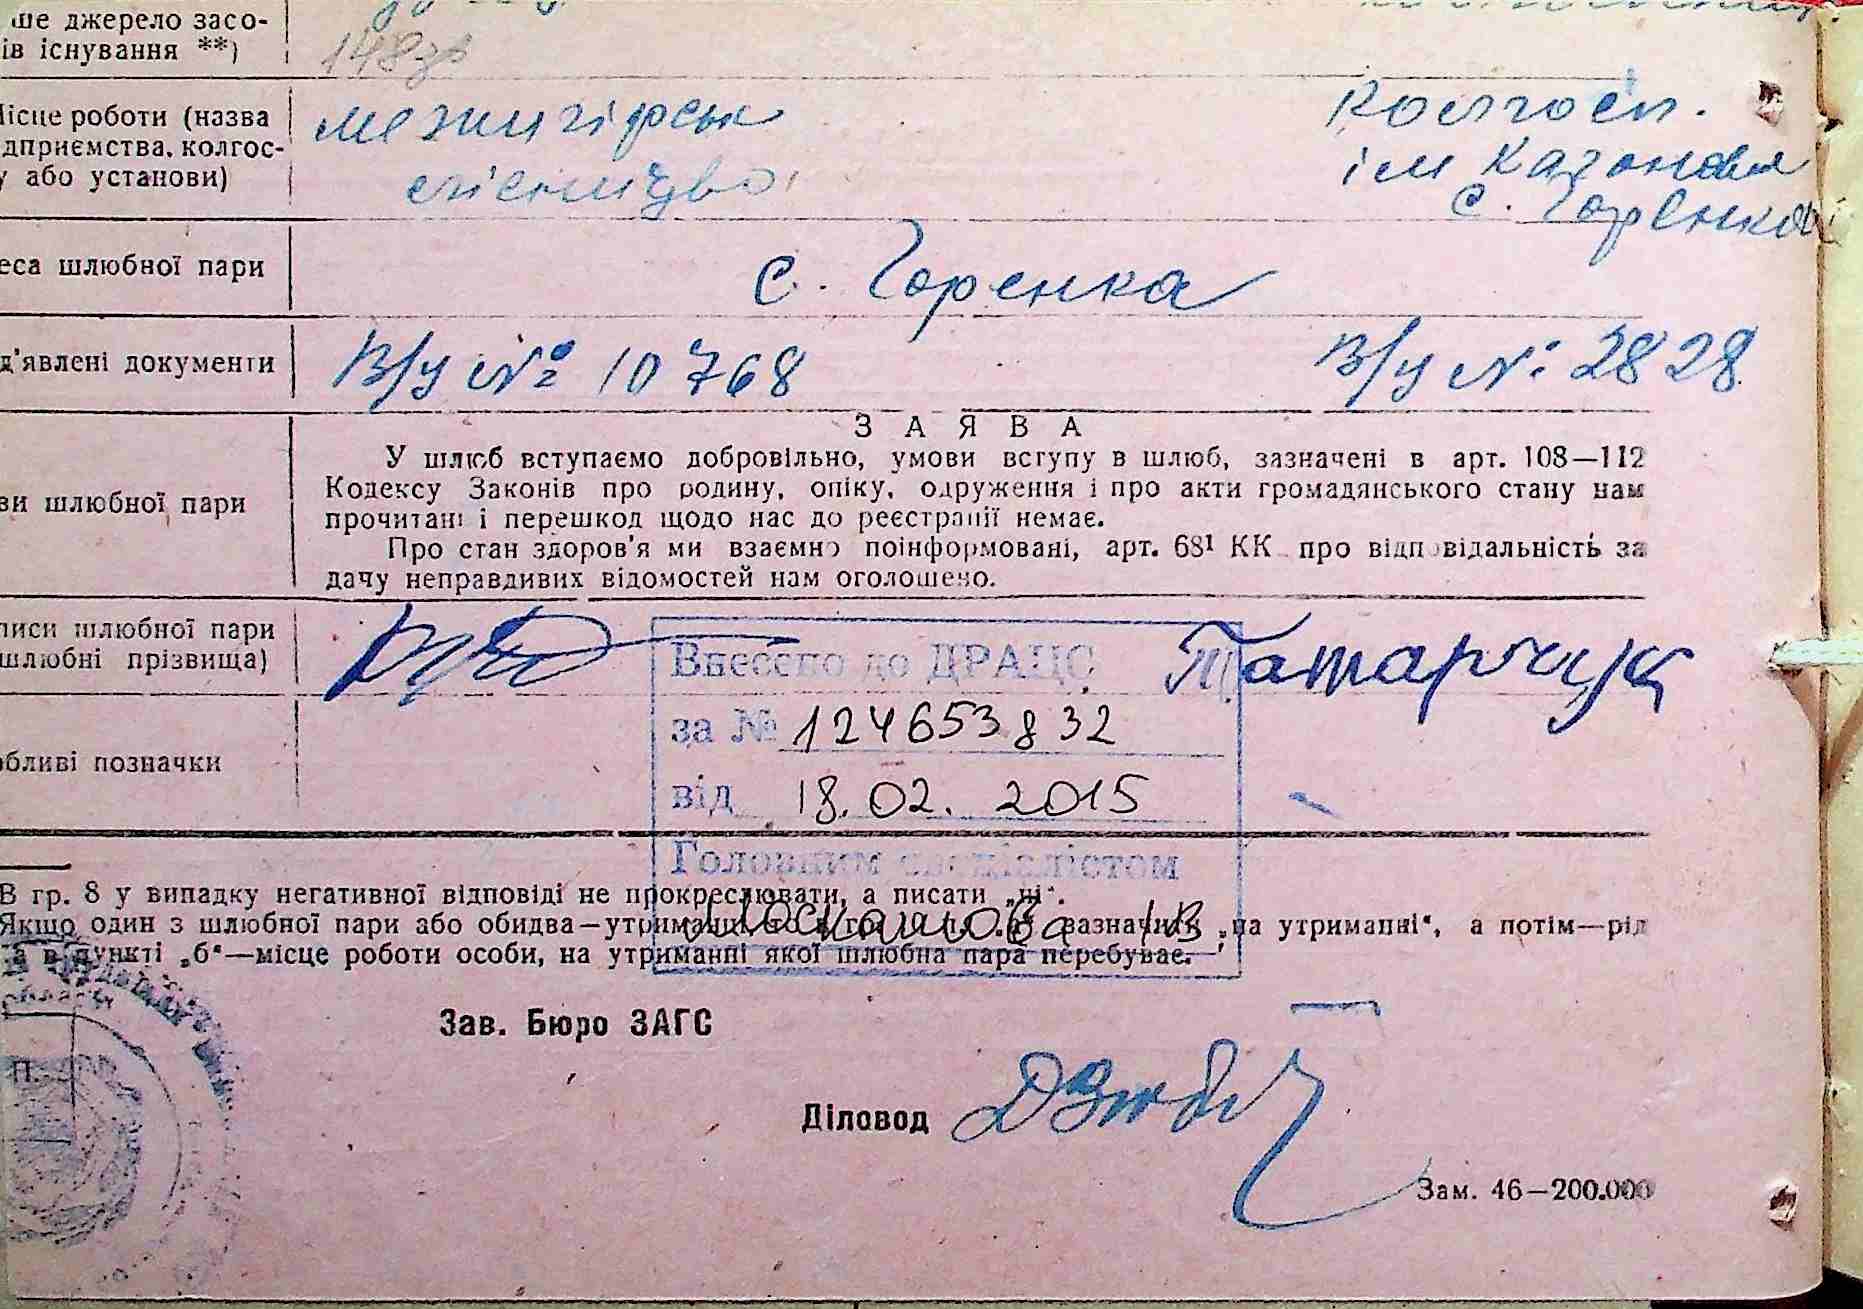 ше джерело засо-
ів існування **)
148
Місце роботи (назва
дприємства, колгос-
у або установи)
межигірськ
лісництво
Колгосп.
ім Кагановича
с. Горенка
еса шлюбної пари
с. Горенка
д'явлені документи
В/у № 10768
В/у № 2828
ЗАЯВА
У шлюб вступаємо добровільно, умови вступу в шлюб, зазначені в арт. 108—112
Кодексу Законів про родину, опіку, одруження і про акти громадянського стану нам
прочитані і перешкод щодо нас до реєстрації немає.
Про стан здоров'я ми взаємно поінформовані, арт. 68¹ КК про відповідальність за
дачу неправдивих відомостей нам оголошено.
ви шлюбної пари
писи шлюбної пари
шлюбні прізвища)
Татарчук
Внесено до ДРАЦС
за № 124653832
від 18.02.2015
Головним спеціалістом
обливі позначки
В гр. 8 у випадку негативної відповіді не прокреслювати, а писати „ні“.
Якщо один з шлюбної пари або обидва—утриманці, то в зазначити „на утриманні“, а потім—рід
а в пункті „б“—місце роботи особи, на утриманні якої шлюбна пара перебуває.
області
П.
Зав. Бюро ЗАГС
Діловод
Зам. 46—200.000